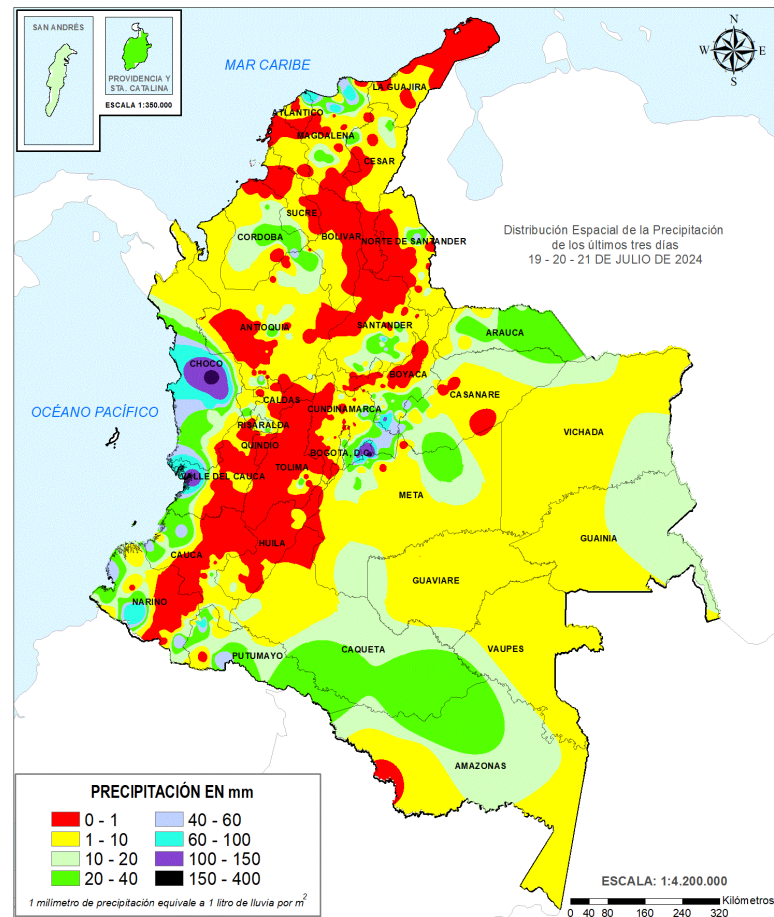 SAN ANDRÉS
PROVIDENCIA Y
STA. CATALINA
ESCALA 1:350.000
MAR CARIBE
N
W
E
S
LA GUAJIRA
ATLANTICO
MAGDALENA
CESAR
SUCRE
CORDOBA
BOLIVAR
NORTE DE SANTANDER
Distribución Espacial de la Precipitación
de los últimos tres días
19 - 20 - 21 DE JULIO DE 2024
ANTIOQUIA
SANTANDER
ARAUCA
CHOCO
BOYACA
OCÉANO PACÍFICO
CALDAS
CUNDINAMARCA
CASANARE
RISARALDA
VICHADA
QUINDIO
BOGOTA, D.C.
TOLIMA
VALLE DEL CAUCA
META
GUAINIA
HUILA
CAUCA
GUAVIARE
NARIÑO
CAQUETA
VAUPES
PUTUMAYO
AMAZONAS
PRECIPITACIÓN EN mm
0 - 1
40 - 60
1 - 10
60 - 100
10 - 20
100 - 150
20 - 40
150 - 400
1 milímetro de precipitación equivale a 1 litro de lluvia por m²
ESCALA: 1:4.200.000
Kilómetros
0 40 80 160 240 320